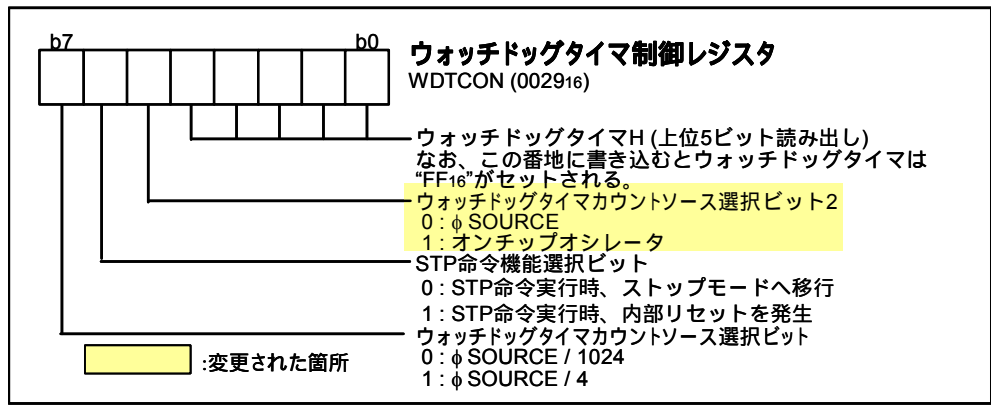 b7 b0
ウォッチドッグタイマ制御レジスタ
WDTCON (002916)
ウォッチドッグタイマH (上位5ビット読み出し)
なお、この番地に書き込むとウォッチドッグタイマは
“FF16”がセットされる。
ウォッチドッグタイマカウントソース選択ビット2
0 : ϕ SOURCE
1 : オンチップオシレータ
STP命令機能選択ビット
0 : STP命令実行時、ストップモードへ移行
1 : STP命令実行時、内部リセットを発生
ウォッチドッグタイマカウントソース選択ビット
0 : ϕ SOURCE / 1024
1 : ϕ SOURCE / 4
:変更された箇所